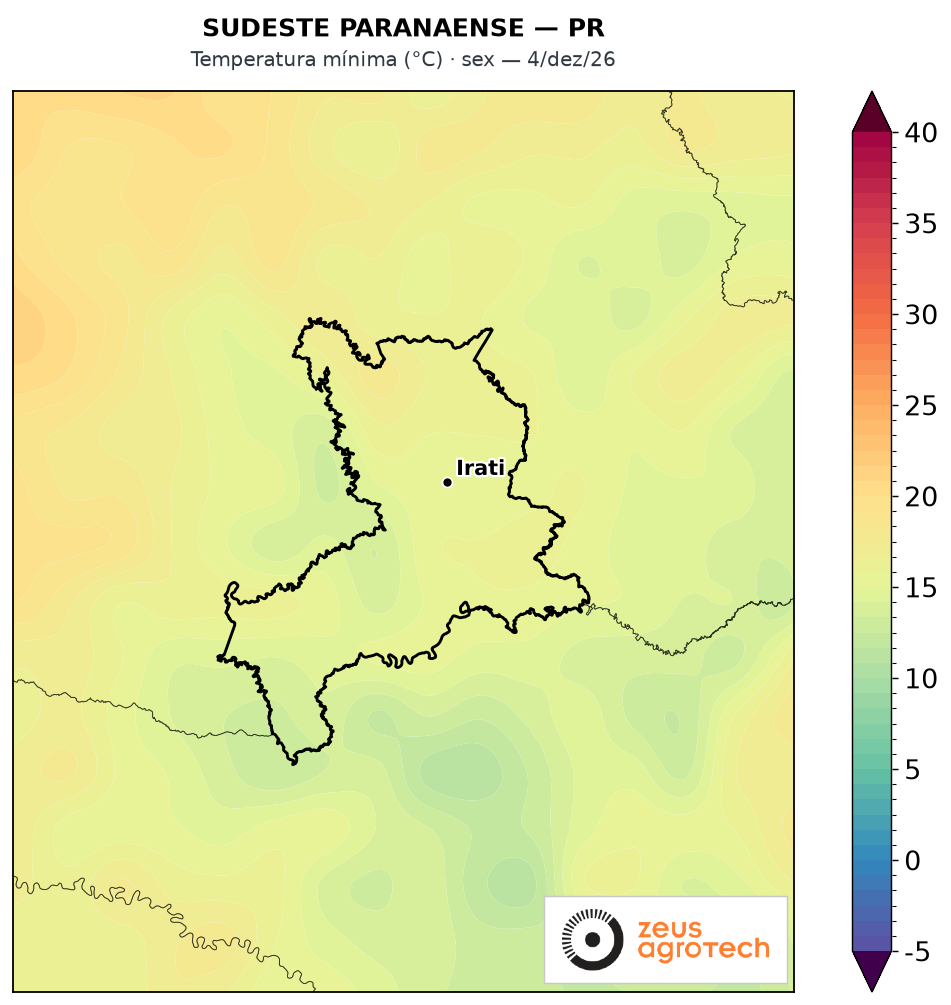 SUDESTE PARANAENSE — PR
Temperatura mínima (°C) · sex — 4/dez/26
40
35
30
25
20
15
10
5
0
-5
Irati
zeus
agrotech